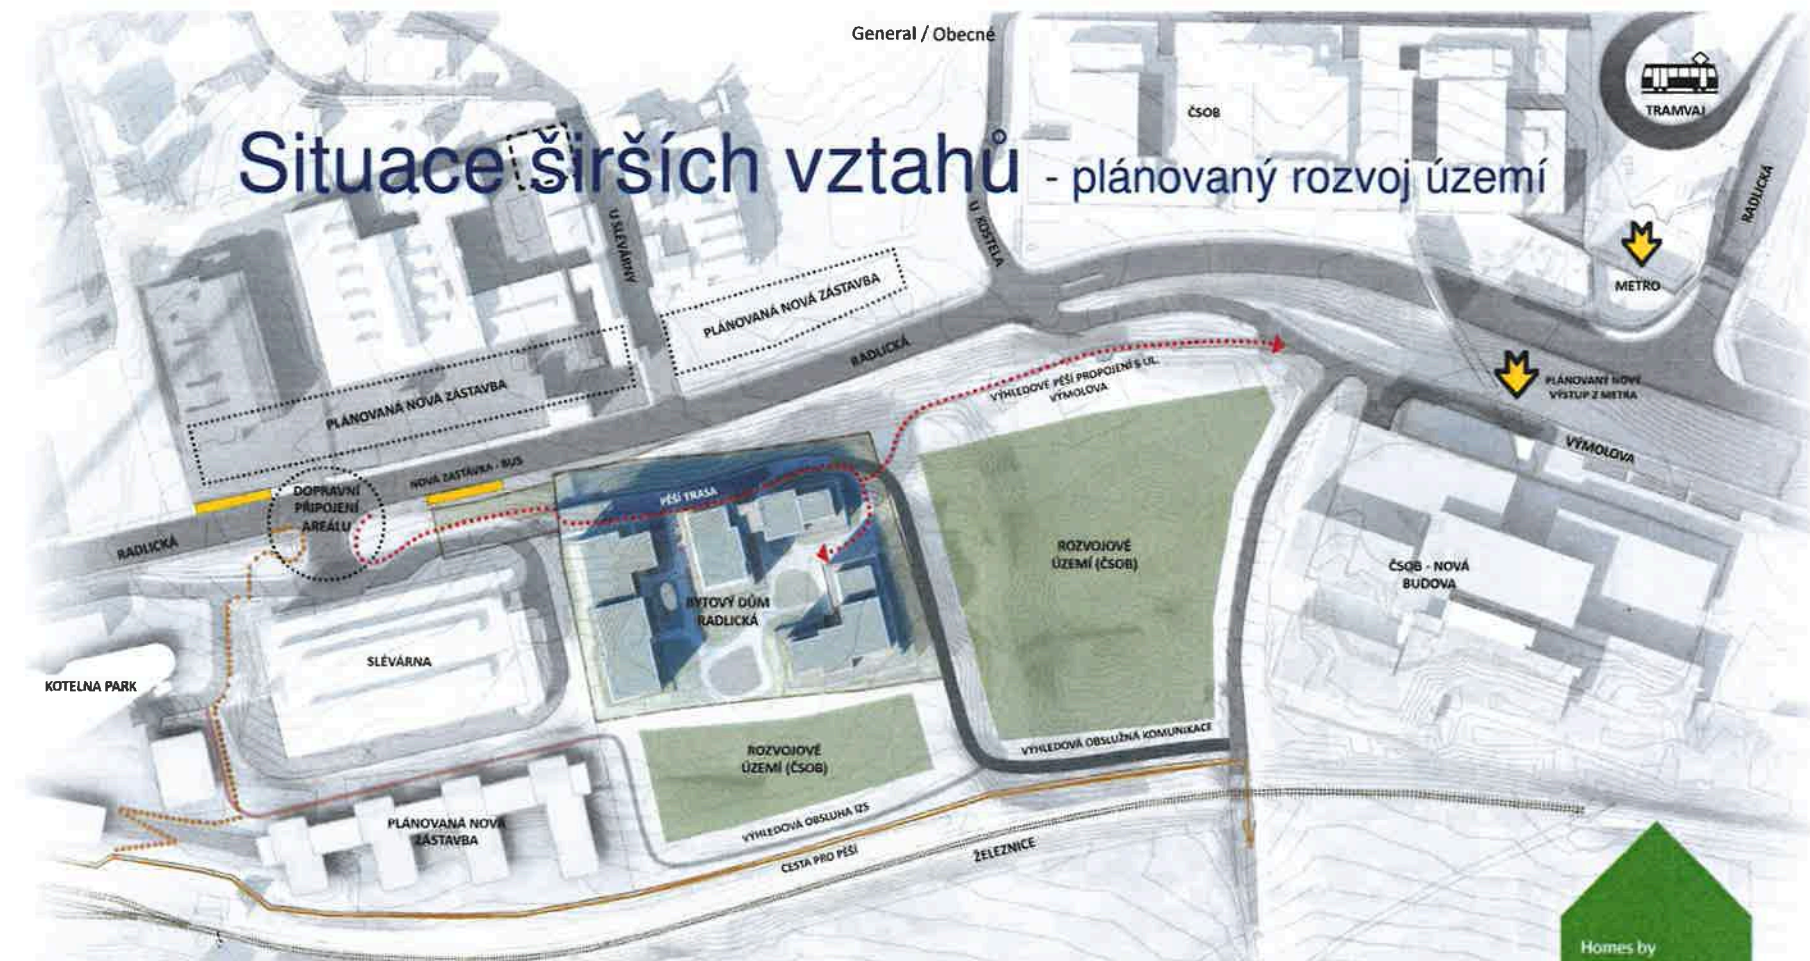 General / Obecné
TRAMVAJ
ČSOB
Situace širších vztahů - plánovaný rozvoj území
RADLICKÁ
U SLÉVÁRNY
U KOSTELA
METRO
PLÁNOVANÁ NOVÁ ZÁSTAVBA
RADLICKÁ
PLÁNOVANÁ NOVÁ ZÁSTAVBA
VÝHLEDOVÉ PĚŠÍ PROPOJENÍ S UL.
VÝMOLOVA
PLÁNOVANÝ NOVÝ
VÝSTUP Z METRA
VÝMOLOVA
NOVÁ ZASTÁVKA - BUS
DOPRAVNÍ
PŘIPOJENÍ
AREÁLU
PĚŠÍ TRASA
RADLICKÁ
ROZVOJOVÉ
ÚZEMÍ (ČSOB)
ČSOB - NOVÁ
BUDOVA
BYTOVÝ DŮM
RADLICKÁ
SLÉVÁRNA
KOTELNA PARK
VÝHLEDOVÁ OBSLUŽNÁ KOMUNIKACE
ROZVOJOVÉ
ÚZEMÍ (ČSOB)
VÝHLEDOVÁ OBSLUHA IZS
PLÁNOVANÁ NOVÁ
ZÁSTAVBA
CESTA PRO PĚŠÍ
ŽELEZNICE
Homes by